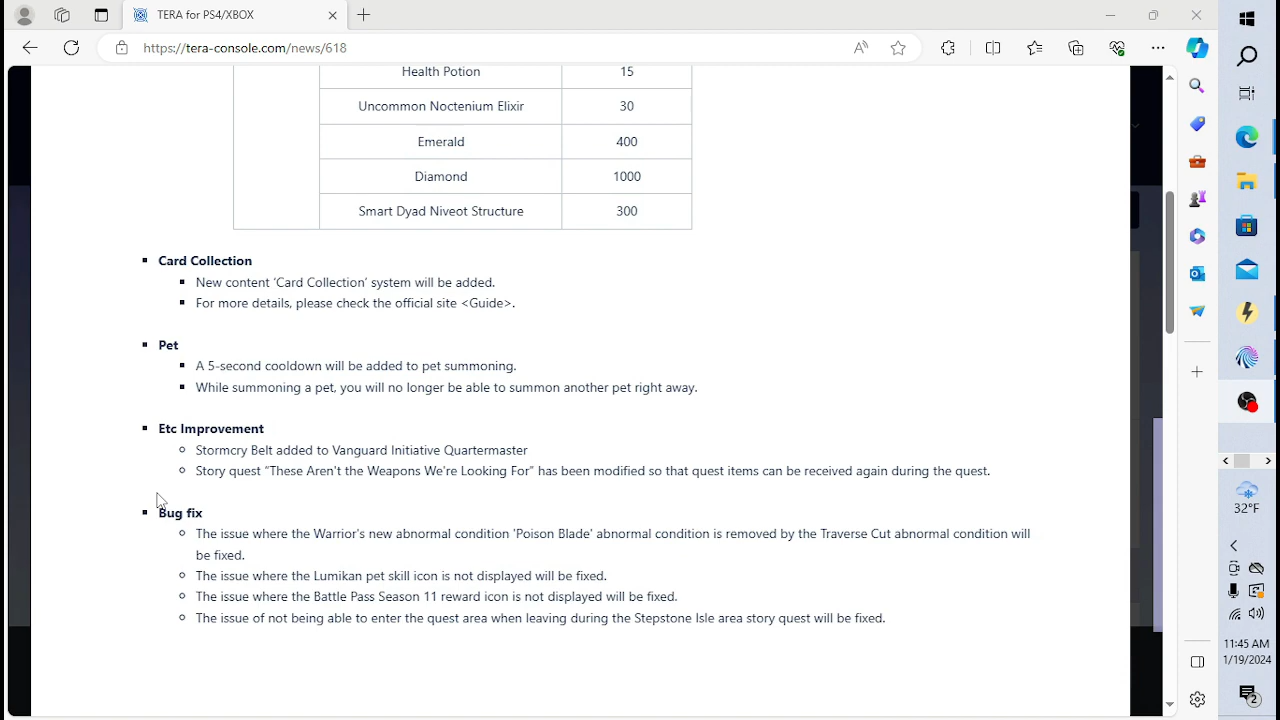 TERA for PS4/XBOX
https://tera-console.com/news/618
Health Potion 15
Uncommon Noctenium Elixir 30
Emerald 400
Diamond 1000
Smart Dyad Niveot Structure 300
Card Collection
New content ‘Card Collection’ system will be added.
For more details, please check the official site <Guide>.
Pet
A 5-second cooldown will be added to pet summoning.
While summoning a pet, you will no longer be able to summon another pet right away.
Etc Improvement
Stormcry Belt added to Vanguard Initiative Quartermaster
Story quest "These Aren't the Weapons We're Looking For" has been modified so that quest items can be received again during the quest.
Bug fix
The issue where the Warrior's new abnormal condition 'Poison Blade' abnormal condition is removed by the Traverse Cut abnormal condition will
be fixed.
The issue where the Lumikan pet skill icon is not displayed will be fixed.
The issue where the Battle Pass Season 11 reward icon is not displayed will be fixed.
The issue of not being able to enter the quest area when leaving during the Stepstone Isle area story quest will be fixed.
32°F
11:45 AM
1/19/2024
2